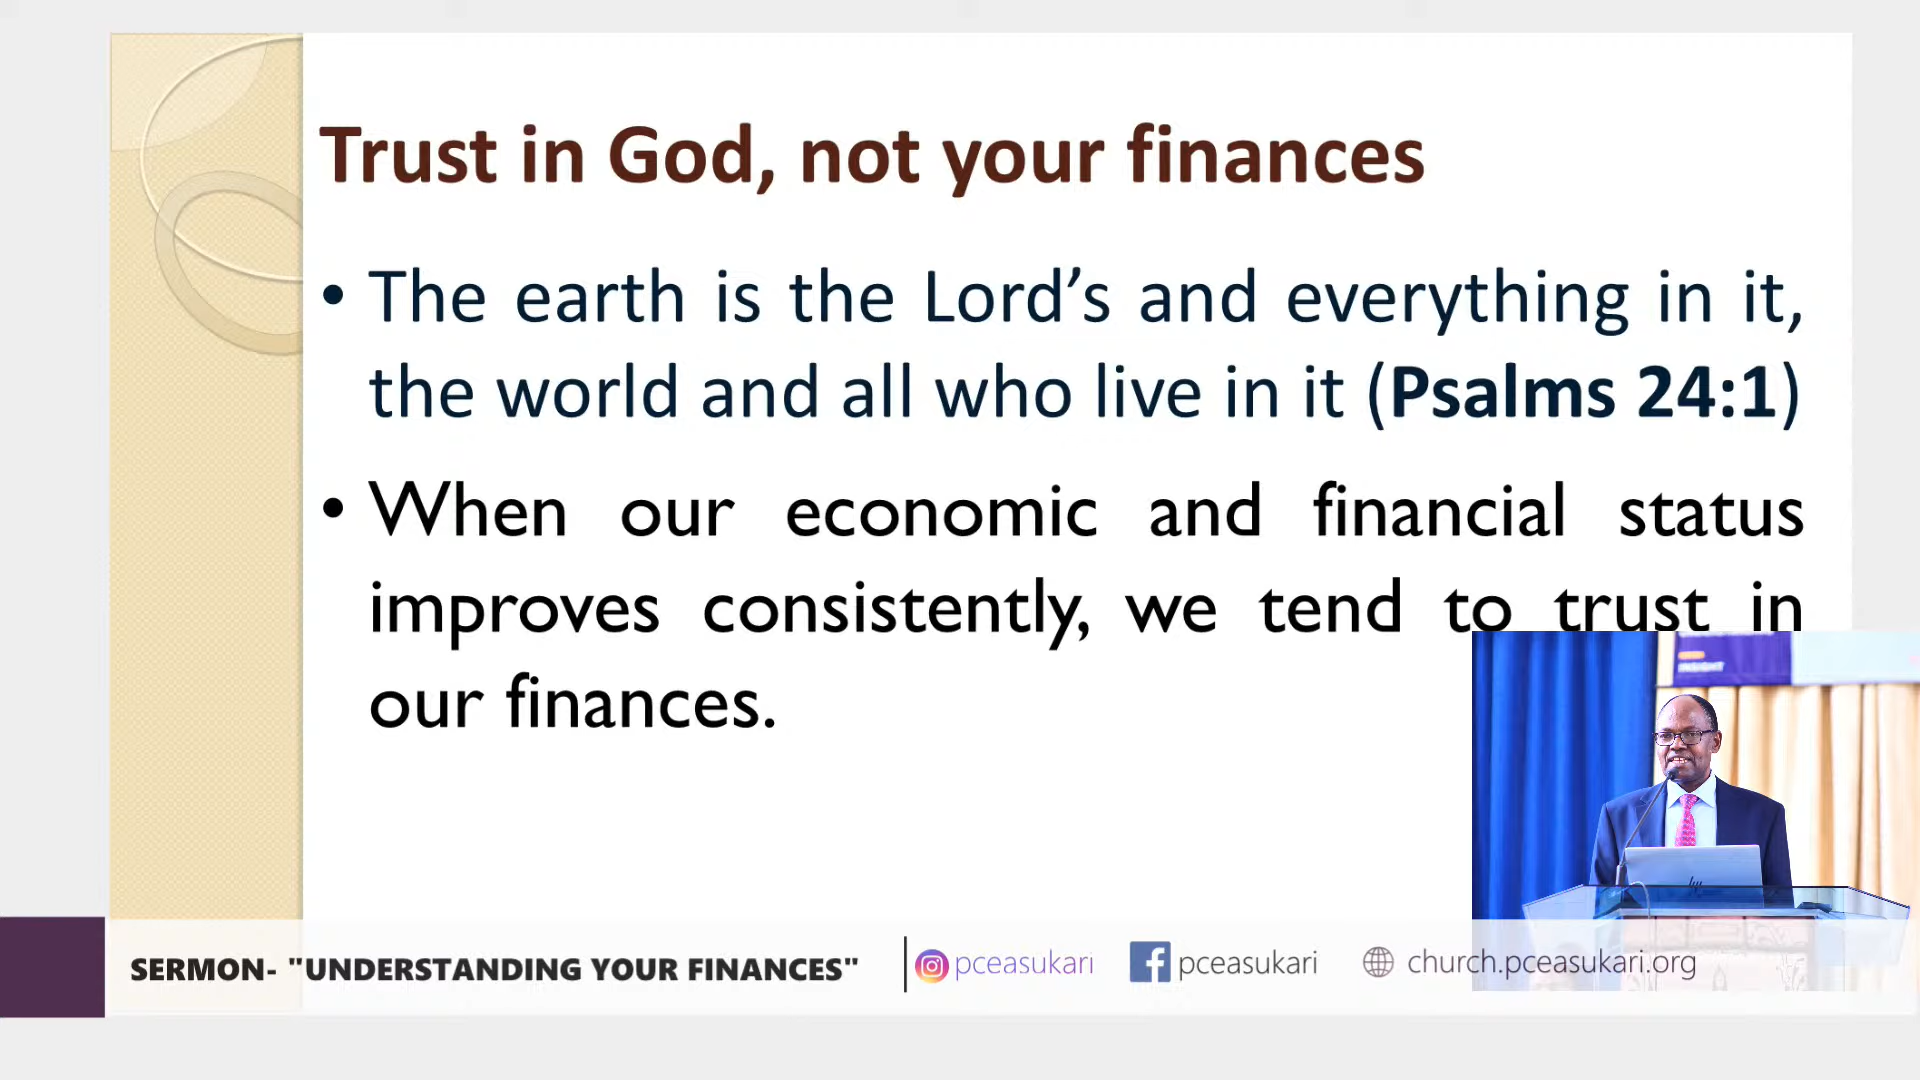 Trust in God, not your finances
• The earth is the Lord’s and everything in it,
the world and all who live in it (Psalms 24:1)
• When our economic and financial status
improves consistently, we tend to trust in
our finances.
INSIGHT
hp
SERMON- "UNDERSTANDING YOUR FINANCES"
pceasukari
pceasukari
church.pceasukari.org